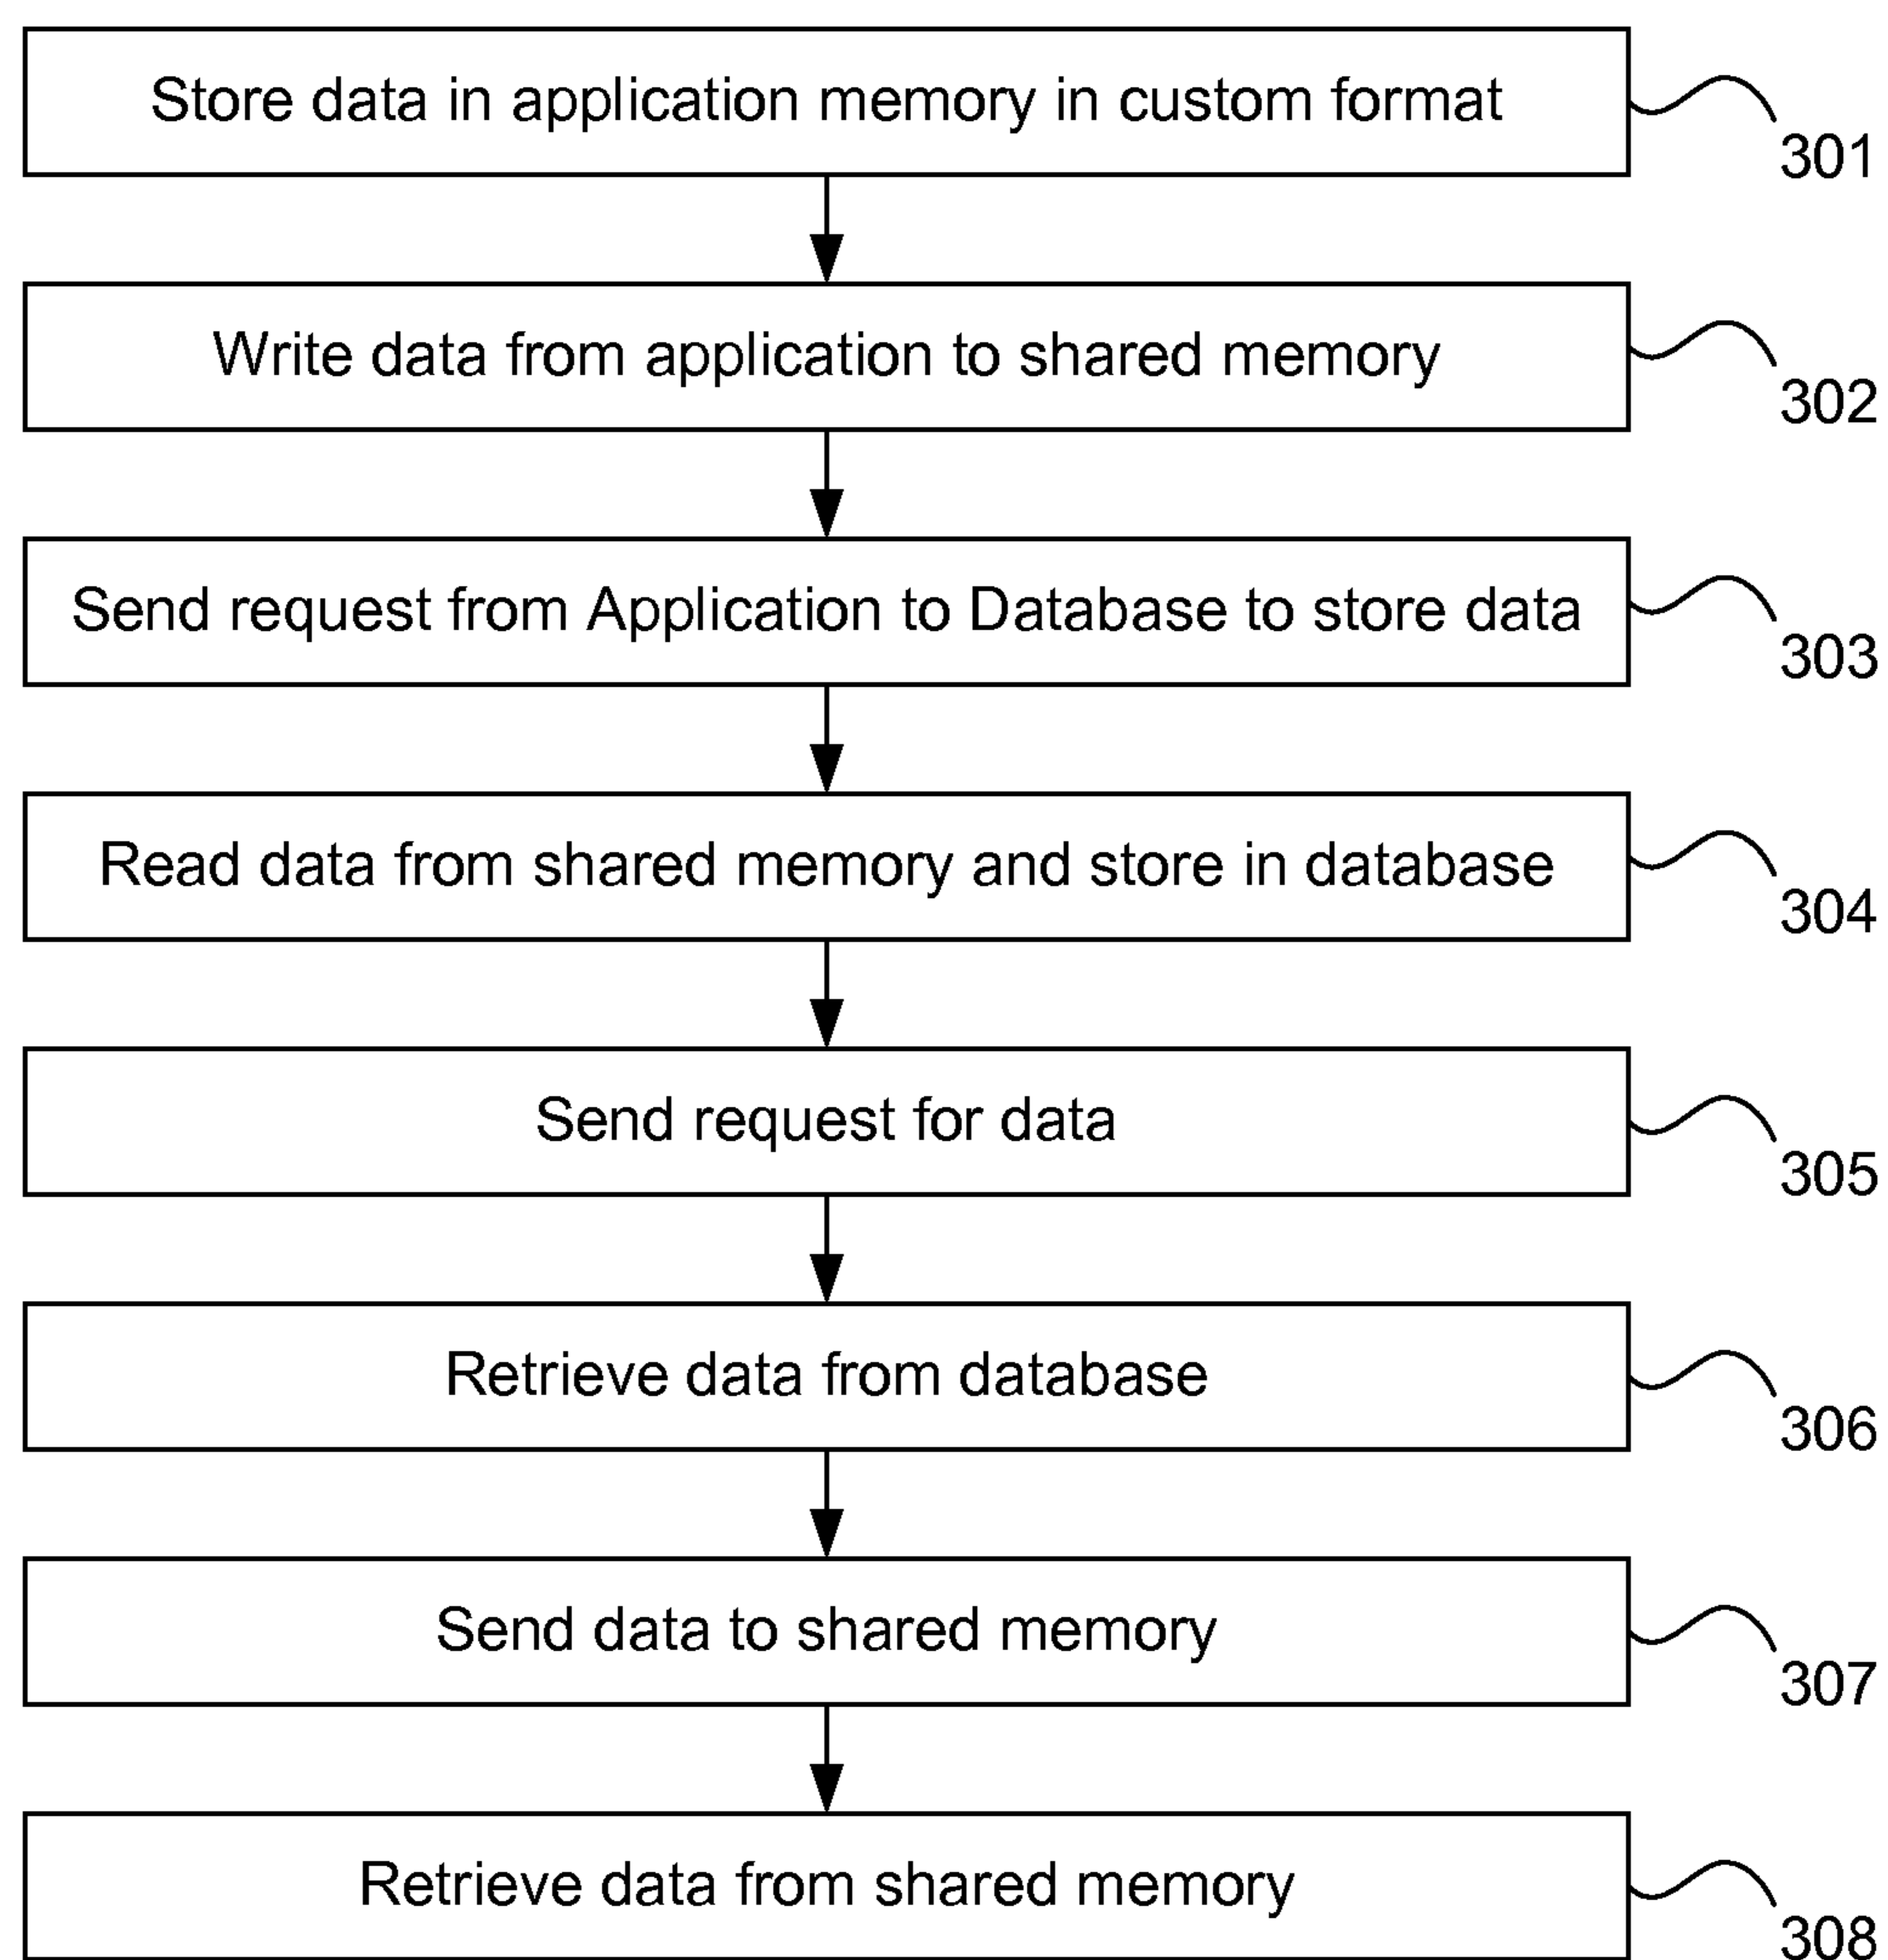 Store data in application memory in custom format
301
Write data from application to shared memory
302
Send request from Application to Database to store data
303
Read data from shared memory and store in database
304
Send request for data
305
Retrieve data from database
306
Send data to shared memory
307
Retrieve data from shared memory
308